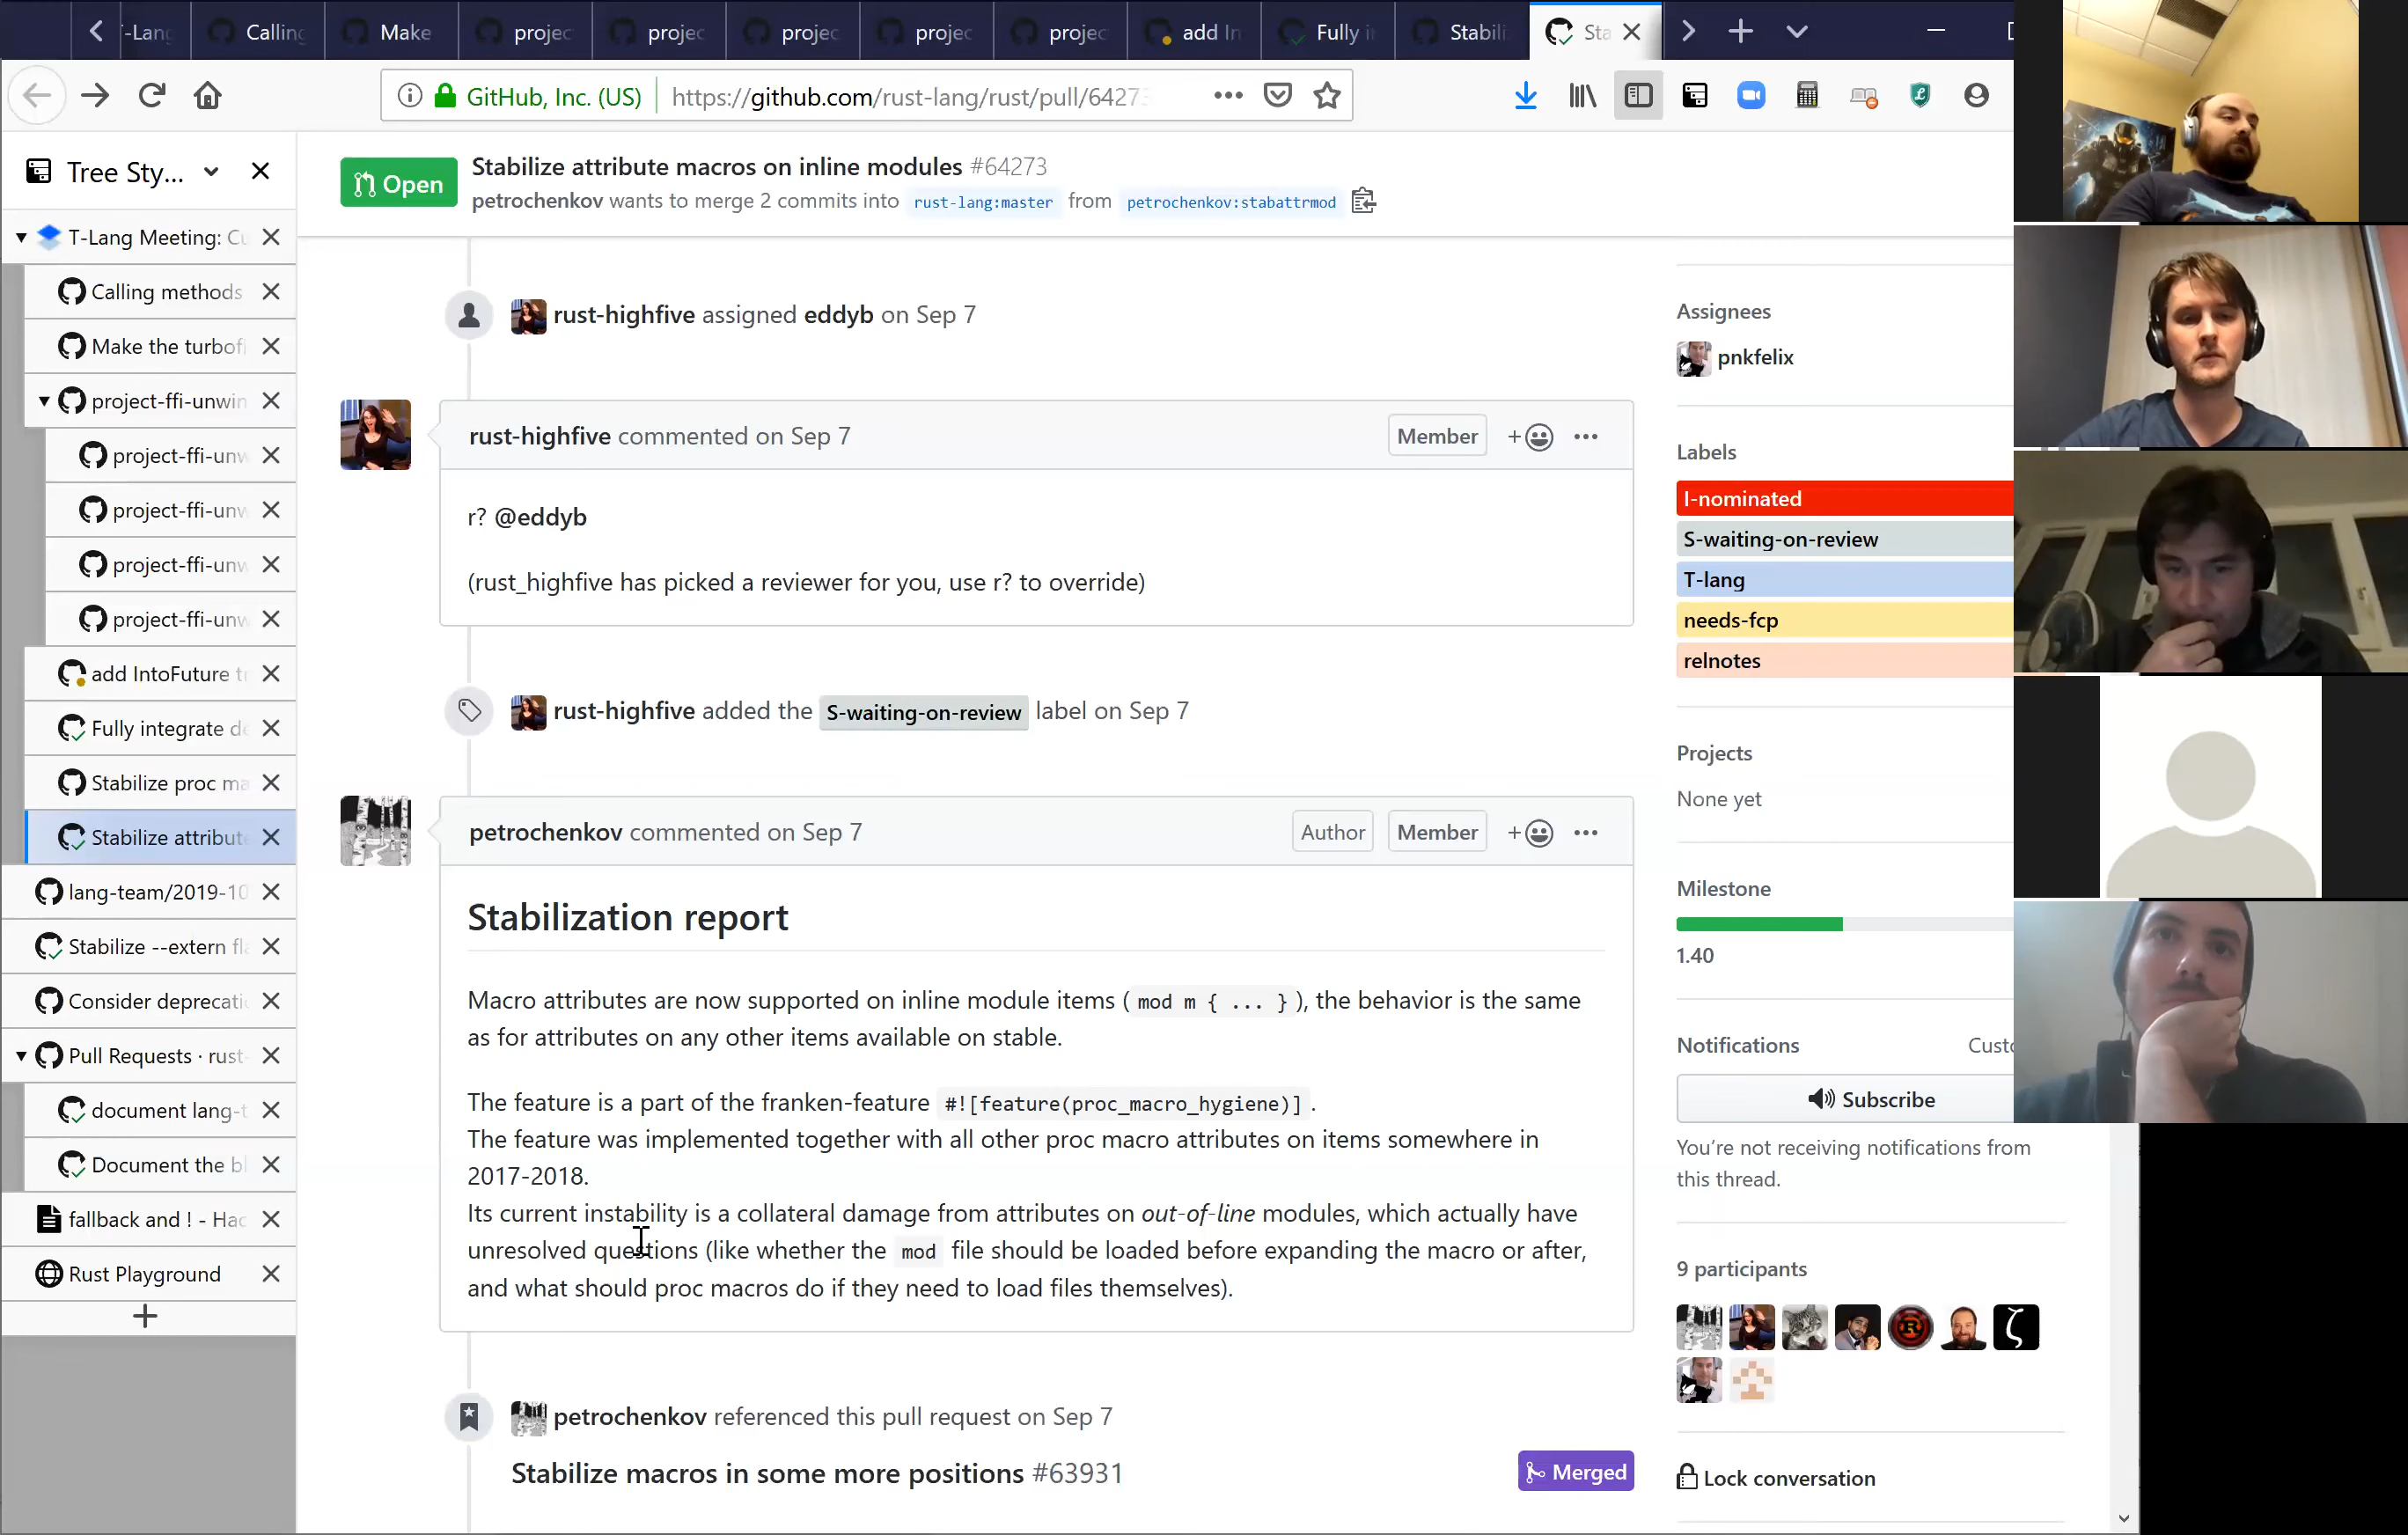 -Lang
Calling
Make
projec
projec
projec
projec
projec
add In
Fully i
Stabili
Sta
GitHub, Inc. (US)
https://github.com/rust-lang/rust/pull/64273
Tree Sty...
T-Lang Meeting: Cu
Calling methods
Make the turbofi
project-ffi-unwin
project-ffi-unw
project-ffi-unw
project-ffi-unw
project-ffi-unw
add IntoFuture t
Fully integrate de
Stabilize proc ma
Stabilize attribute
lang-team/2019-10
Stabilize --extern fla
Consider deprecati
Pull Requests · rust-
document lang-t
Document the bl
fallback and ! - Hac
Rust Playground
Open
Stabilize attribute macros on inline modules #64273
petrochenkov wants to merge 2 commits into rust-lang:master from petrochenkov:stabattrmod
rust-highfive assigned eddyb on Sep 7
rust-highfive commented on Sep 7
Member
r? @eddyb
(rust_highfive has picked a reviewer for you, use r? to override)
rust-highfive added the S-waiting-on-review label on Sep 7
petrochenkov commented on Sep 7
Author
Member
Stabilization report
Macro attributes are now supported on inline module items ( mod m { ... } ), the behavior is the same
as for attributes on any other items available on stable.
The feature is a part of the franken-feature #![feature(proc_macro_hygiene)] .
The feature was implemented together with all other proc macro attributes on items somewhere in
2017-2018.
Its current instability is a collateral damage from attributes on out-of-line modules, which actually have
unresolved questions (like whether the mod file should be loaded before expanding the macro or after,
and what should proc macros do if they need to load files themselves).
petrochenkov referenced this pull request on Sep 7
Stabilize macros in some more positions #63931
Merged
Assignees
pnkfelix
Labels
I-nominated
S-waiting-on-review
T-lang
needs-fcp
relnotes
Projects
None yet
Milestone
1.40
Notifications
Custo
Subscribe
You're not receiving notifications from
this thread.
9 participants
Lock conversation